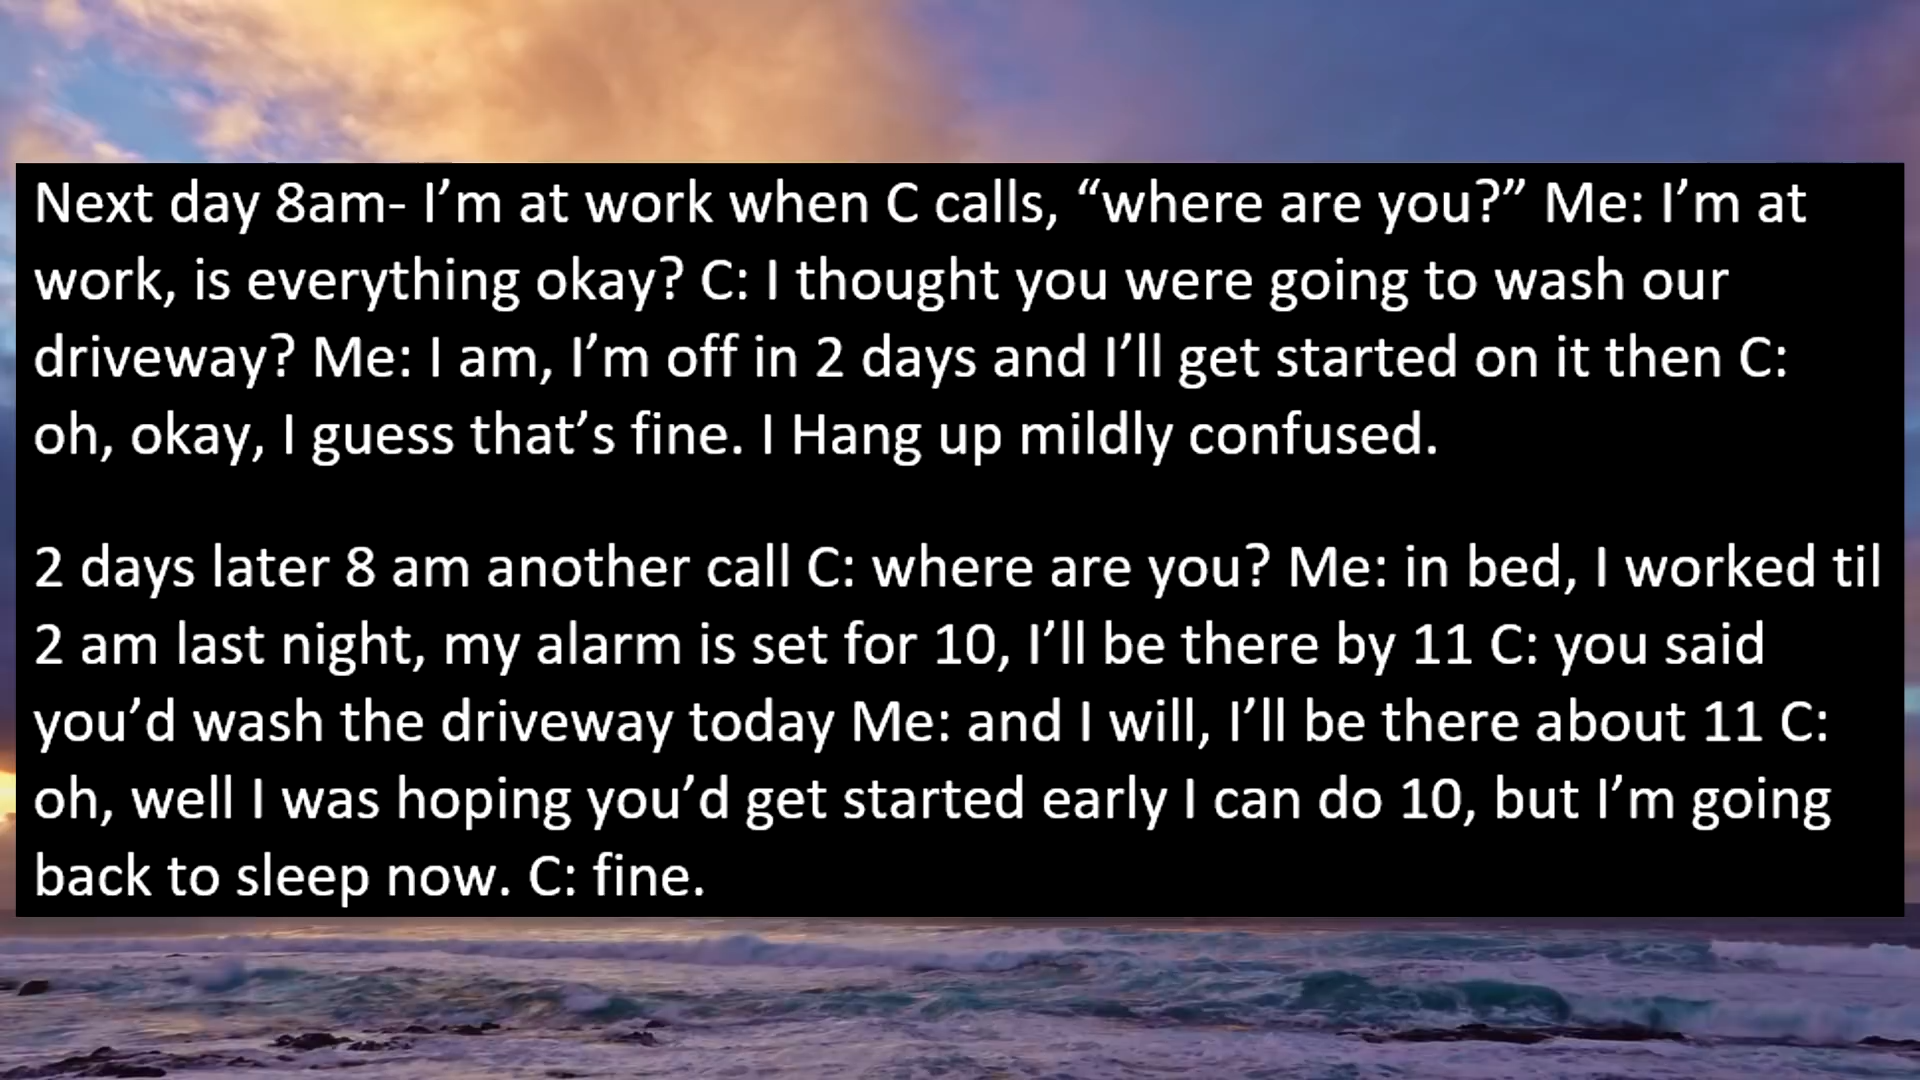 Next day 8am- I’m at work when C calls, “where are you?” Me: I’m at
work, is everything okay? C: I thought you were going to wash our
driveway? Me: I am, I’m off in 2 days and I’ll get started on it then C:
oh, okay, I guess that’s fine. I Hang up mildly confused.
2 days later 8 am another call C: where are you? Me: in bed, I worked til
2 am last night, my alarm is set for 10, I’ll be there by 11 C: you said
you’d wash the driveway today Me: and I will, I’ll be there about 11 C:
oh, well I was hoping you’d get started early I can do 10, but I’m going
back to sleep now. C: fine.